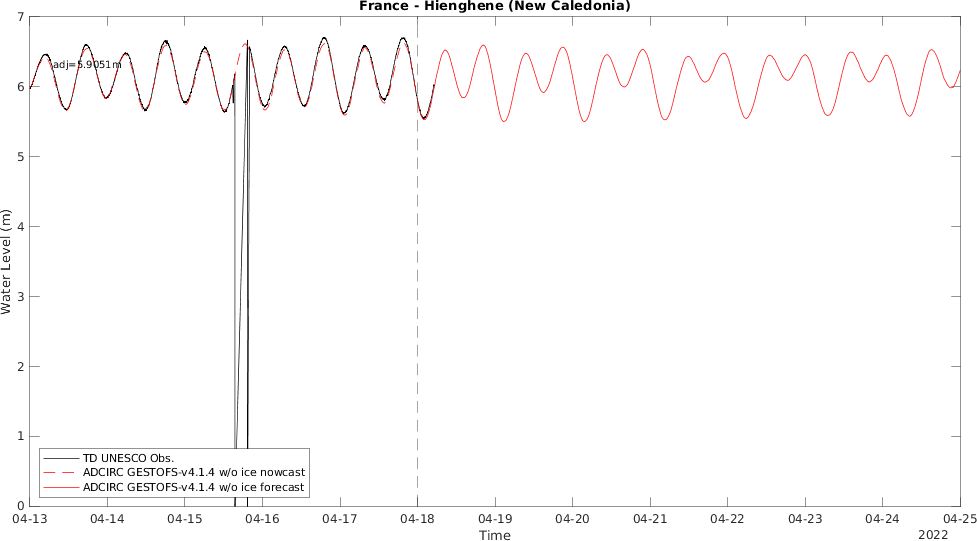 France - Hienghene (New Caledonia)
adj=5.9051m
Water Level (m)
7
6
5
4
3
2
1
0
TD UNESCO Obs.
ADCIRC GESTOFS-v4.1.4 w/o ice nowcast
ADCIRC GESTOFS-v4.1.4 w/o ice forecast
04-13 04-14 04-15 04-16 04-17 04-18 04-19 04-20 04-21 04-22 04-23 04-24 04-25
Time
2022